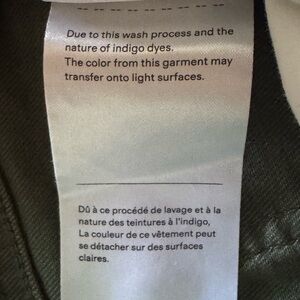 Due to this wash process and the
nature of indigo dyes.
The color from this garment may
transfer onto light surfaces.
Dû à ce procédé de lavage et à la
nature des teintures à l'indigo,
La couleur de ce vêtement peut
se détacher sur des surfaces
claires.